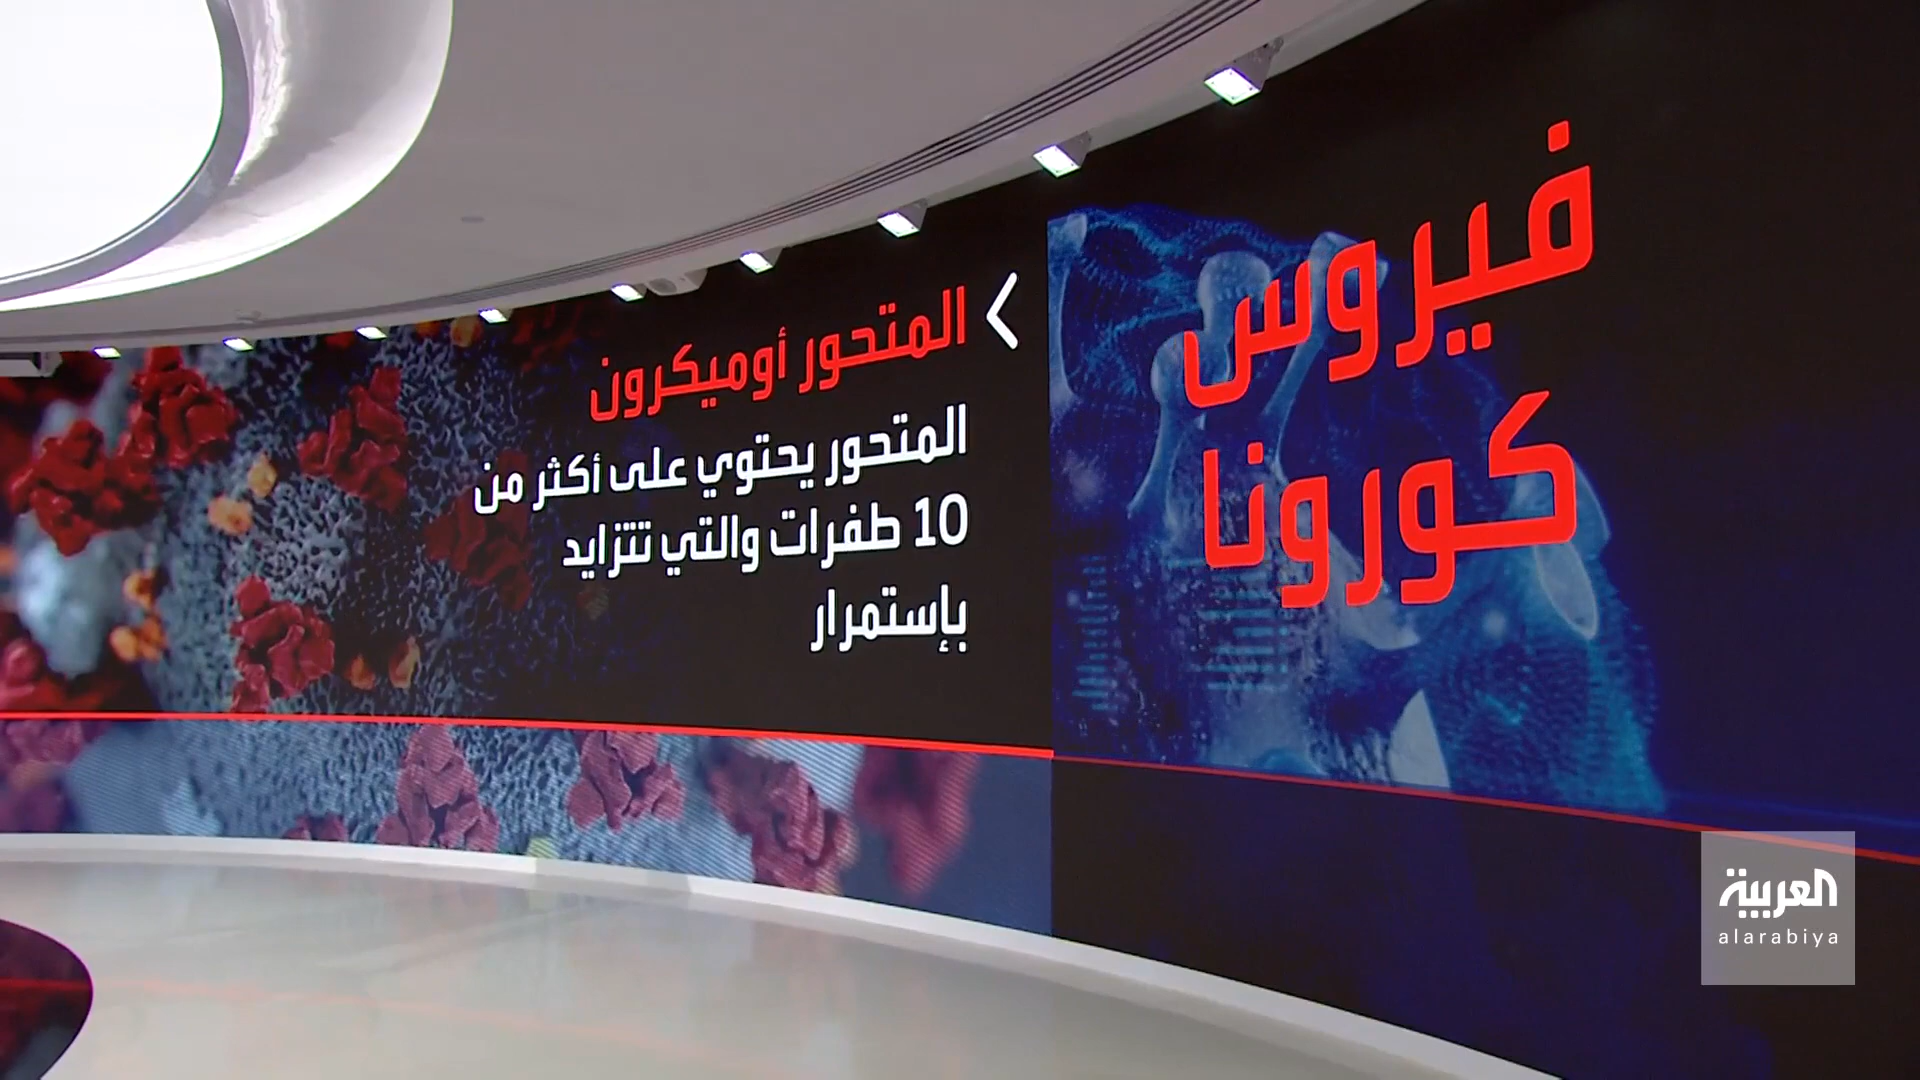 فيروس
كورونا
المتحور أوميكرون
المتحور يحتوي على أكثر من
10 طفرات والتي تتزايد
بإستمرار
العربية
alarabiya